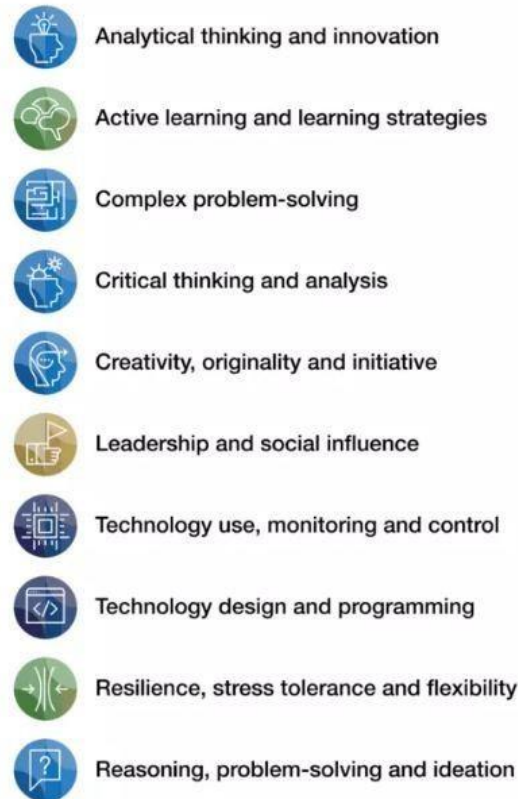 Analytical thinking and innovation
Active learning and learning strategies
Complex problem-solving
Critical thinking and analysis
Creativity, originality and initiative
Leadership and social influence
Technology use, monitoring and control
Technology design and programming
Resilience, stress tolerance and flexibility
Reasoning, problem-solving and ideation